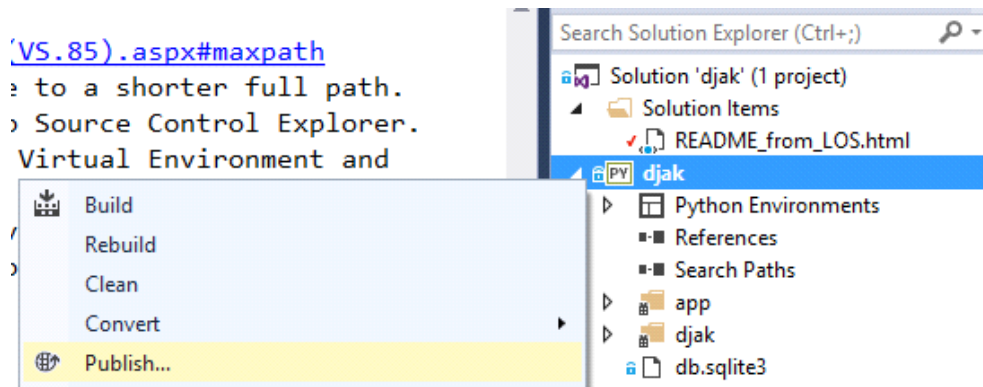 (VS.85).aspx#maxpath
e to a shorter full path.
o Source Control Explorer.
Virtual Environment and
Build
Rebuild
Clean
Convert
Publish...
Search Solution Explorer (Ctrl+;)
Solution 'djak' (1 project)
Solution Items
README_from_LOS.html
PY djak
Python Environments
References
Search Paths
app
djak
db.sqlite3